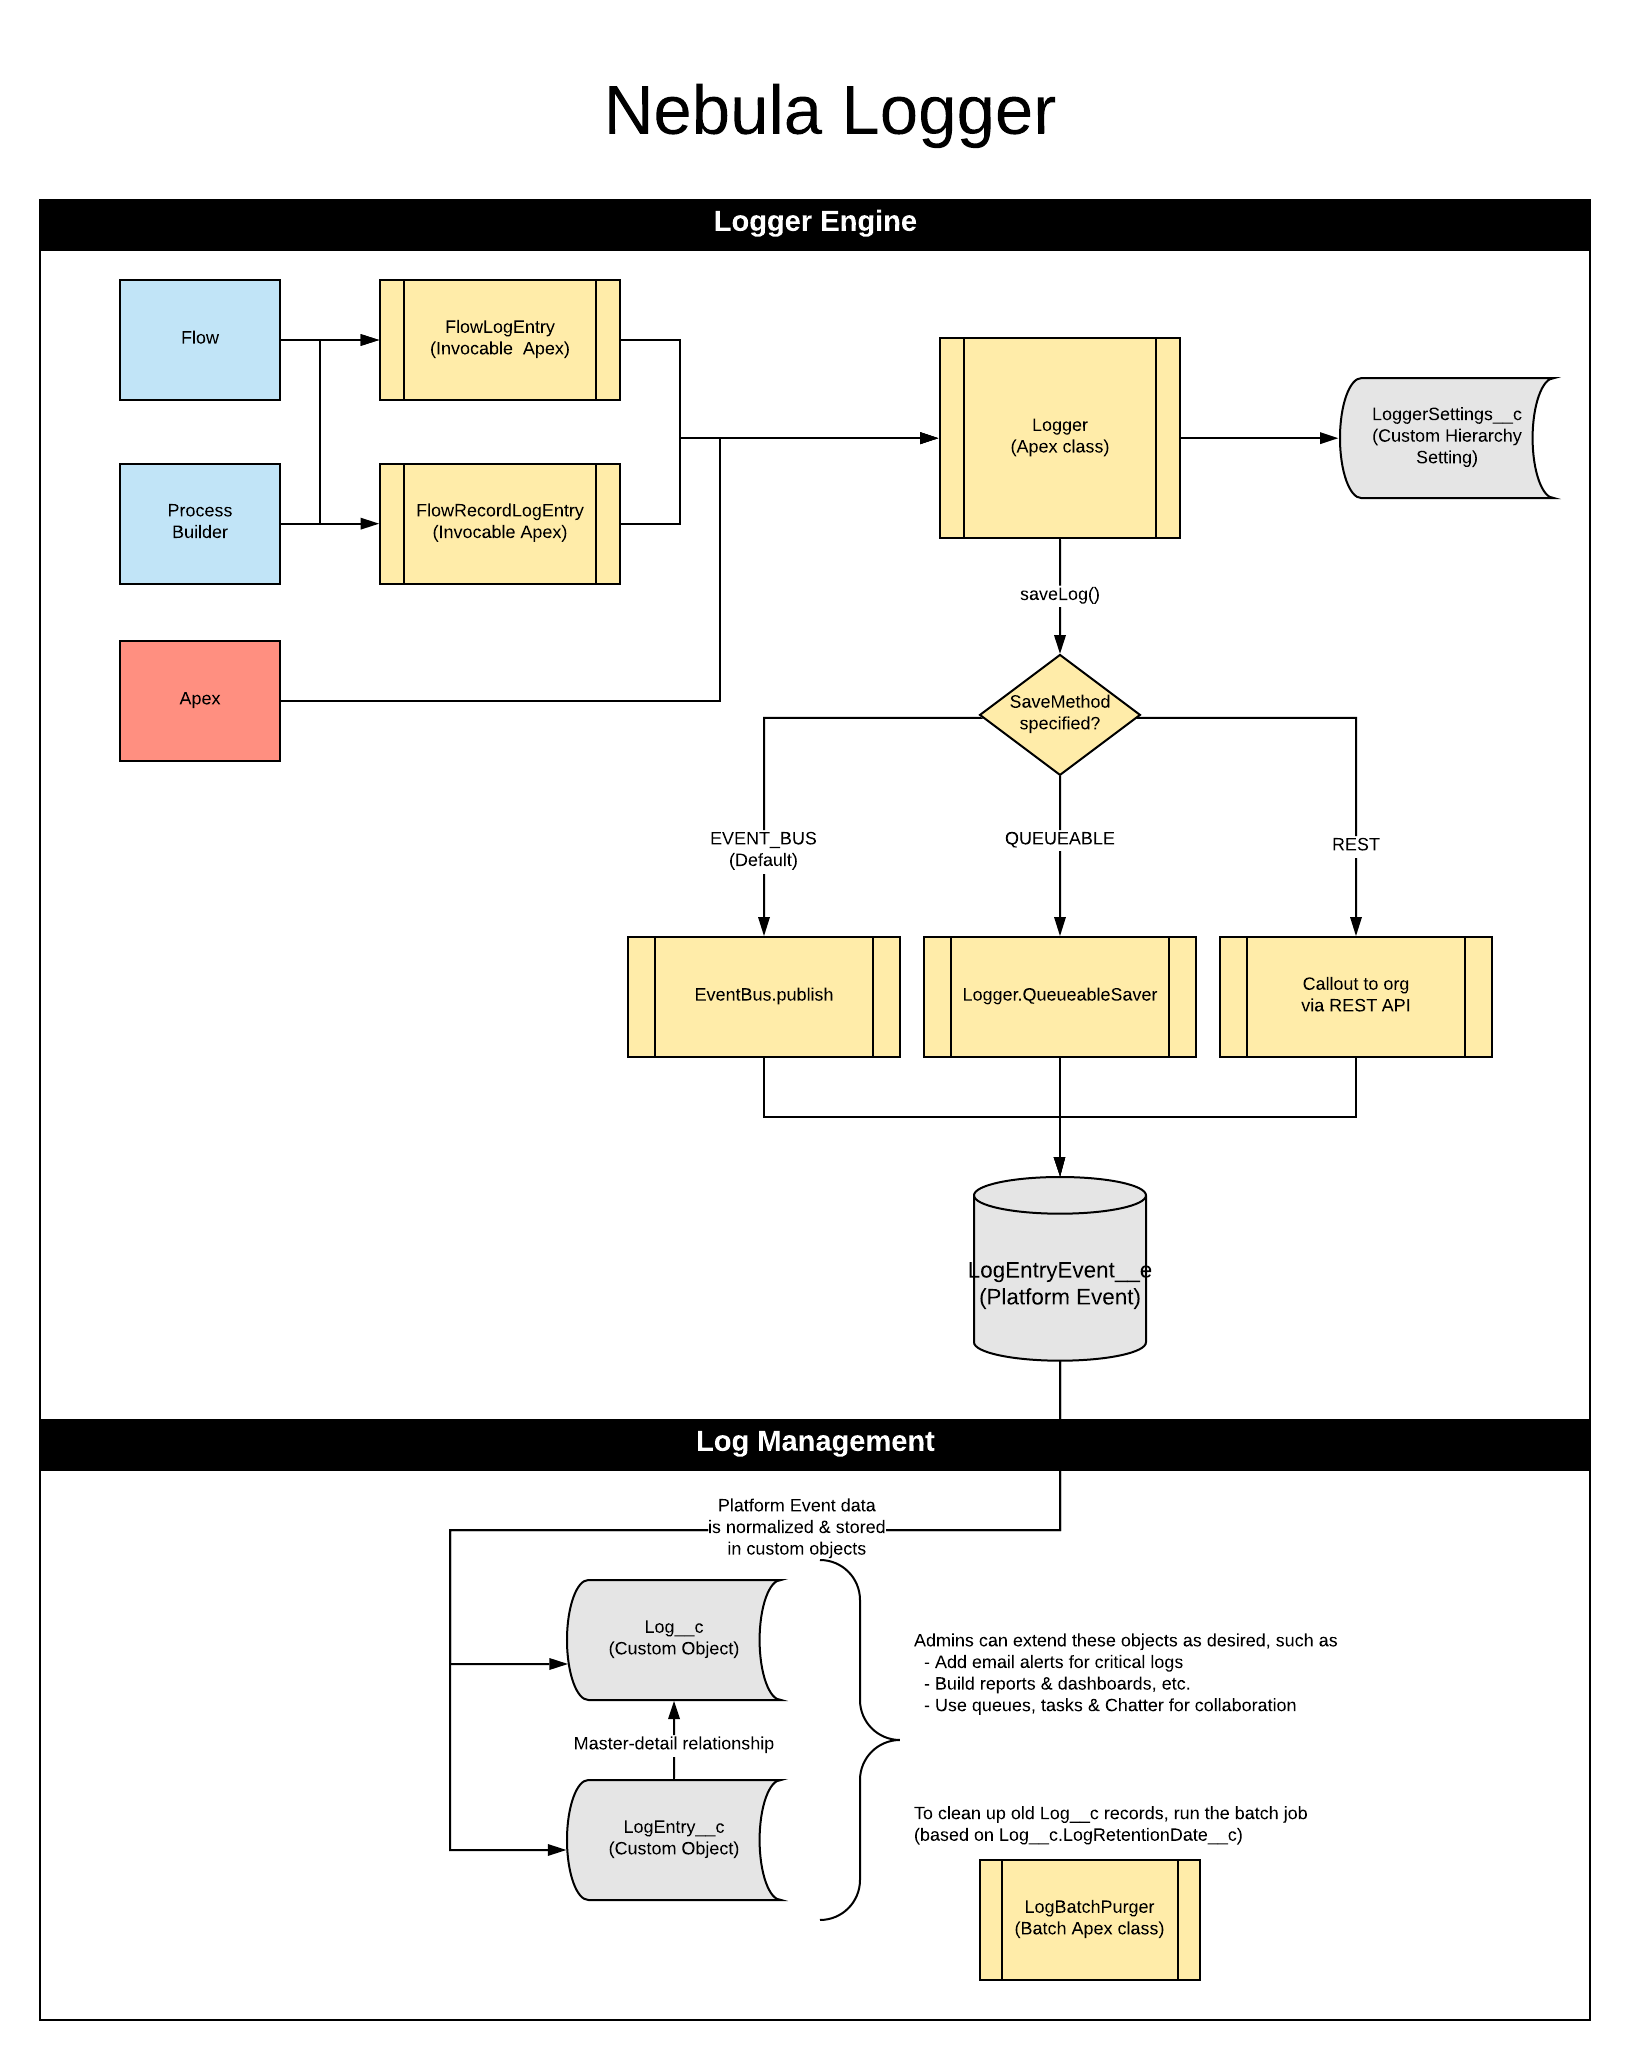 Nebula Logger
Logger Engine
Flow
FlowLogEntry
(Invocable  Apex)
Logger
(Apex class)
LoggerSettings__c
(Custom Hierarchy
Setting)
Process
Builder
FlowRecordLogEntry
(Invocable Apex)
saveLog()
Apex
SaveMethod
specified?
EVENT_BUS
(Default)
QUEUEABLE
REST
EventBus.publish
Logger.QueueableSaver
Callout to org
via REST API
LogEntryEvent__e
(Platform Event)
Log Management
Platform Event data
is normalized & stored
in custom objects
Log__c
(Custom Object)
Admins can extend these objects as desired, such as
- Add email alerts for critical logs
- Build reports & dashboards, etc.
- Use queues, tasks & Chatter for collaboration
Master-detail relationship
LogEntry__c
(Custom Object)
To clean up old Log__c records, run the batch job
(based on Log__c.LogRetentionDate__c)
LogBatchPurger
(Batch Apex class)